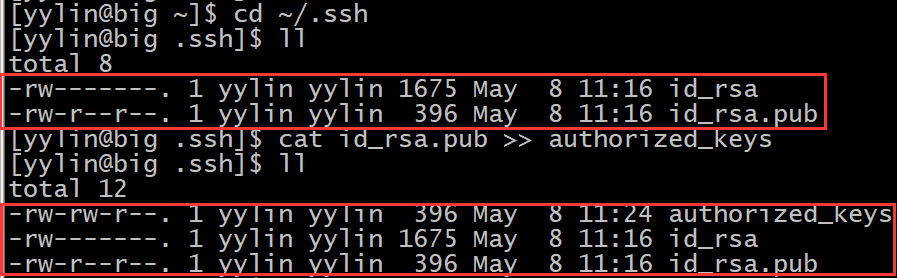 [yylin@big ~]$ cd ~/.ssh
[yylin@big .ssh]$ ll
total 8
-rw-------. 1 yylin yylin 1675 May  8 11:16 id_rsa
-rw-r--r--. 1 yylin yylin  396 May  8 11:16 id_rsa.pub
[yylin@big .ssh]$ cat id_rsa.pub >> authorized_keys
[yylin@big .ssh]$ ll
total 12
-rw-rw-r--. 1 yylin yylin  396 May  8 11:24 authorized_keys
-rw-------. 1 yylin yylin 1675 May  8 11:16 id_rsa
-rw-r--r--. 1 yylin yylin  396 May  8 11:16 id_rsa.pub